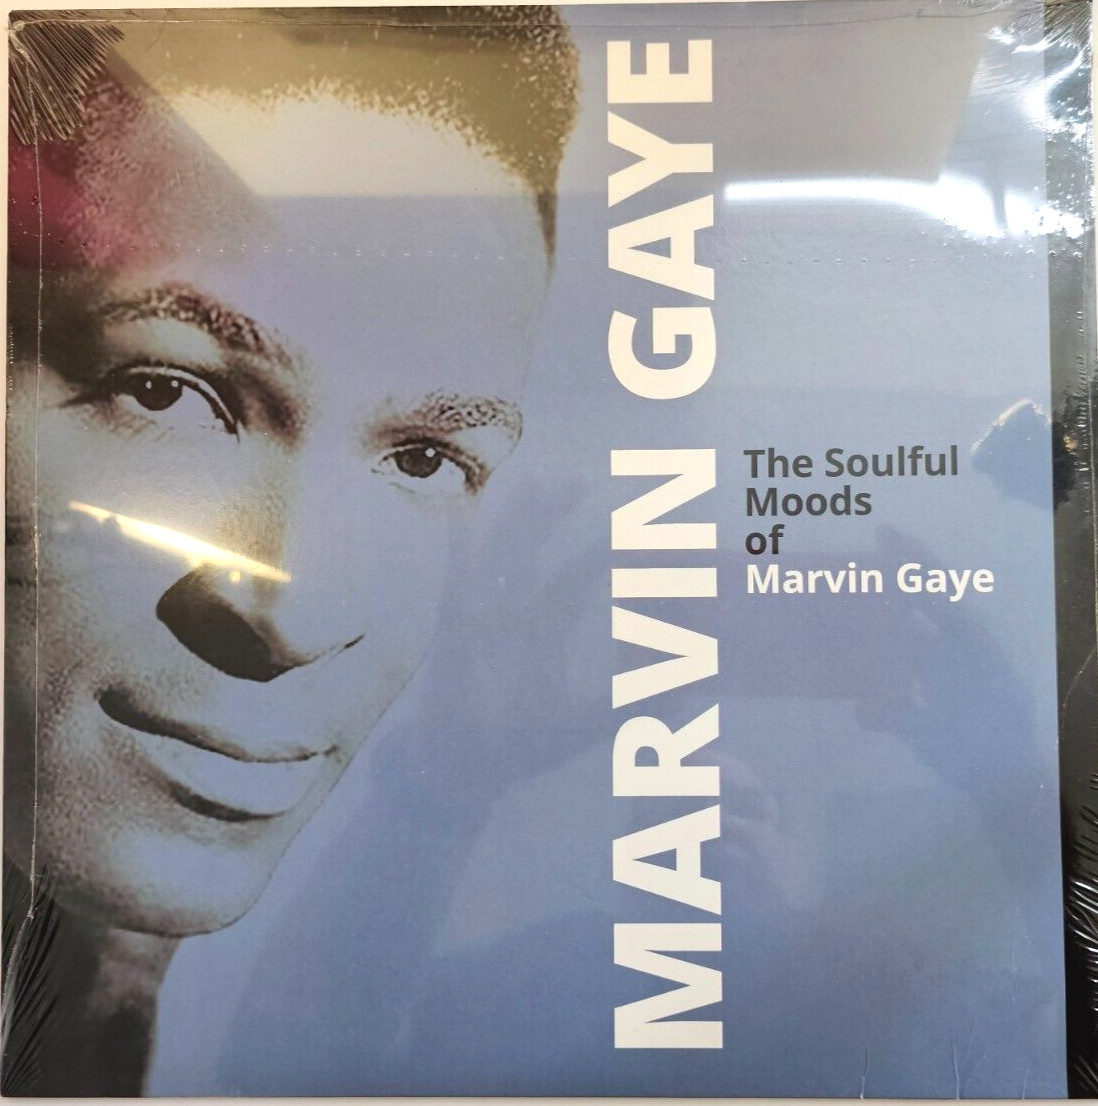 MARVIN GAYE
The Soulful
Moods
of
Marvin Gaye